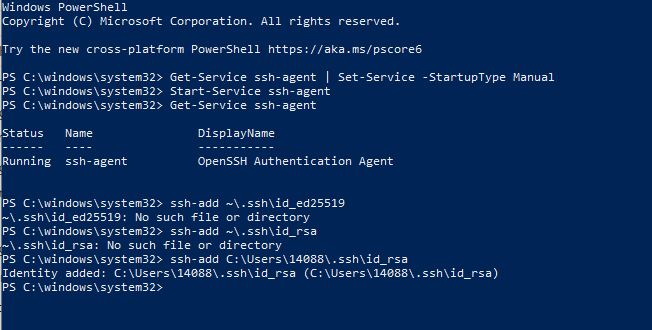 Windows PowerShell
Copyright (C) Microsoft Corporation. All rights reserved.
Try the new cross-platform PowerShell https://aka.ms/pscore6
PS C:\windows\system32> Get-Service ssh-agent | Set-Service -StartupType Manual
PS C:\windows\system32> Start-Service ssh-agent
PS C:\windows\system32> Get-Service ssh-agent
Status   Name               DisplayName
------   ----               -----------
Running  ssh-agent          OpenSSH Authentication Agent
PS C:\windows\system32> ssh-add ~\.ssh\id_ed25519
~\.ssh\id_ed25519: No such file or directory
PS C:\windows\system32> ssh-add ~\.ssh\id_rsa
~\.ssh\id_rsa: No such file or directory
PS C:\windows\system32> ssh-add C:\Users\14088\.ssh\id_rsa
Identity added: C:\Users\14088\.ssh\id_rsa (C:\Users\14088\.ssh\id_rsa)
PS C:\windows\system32>